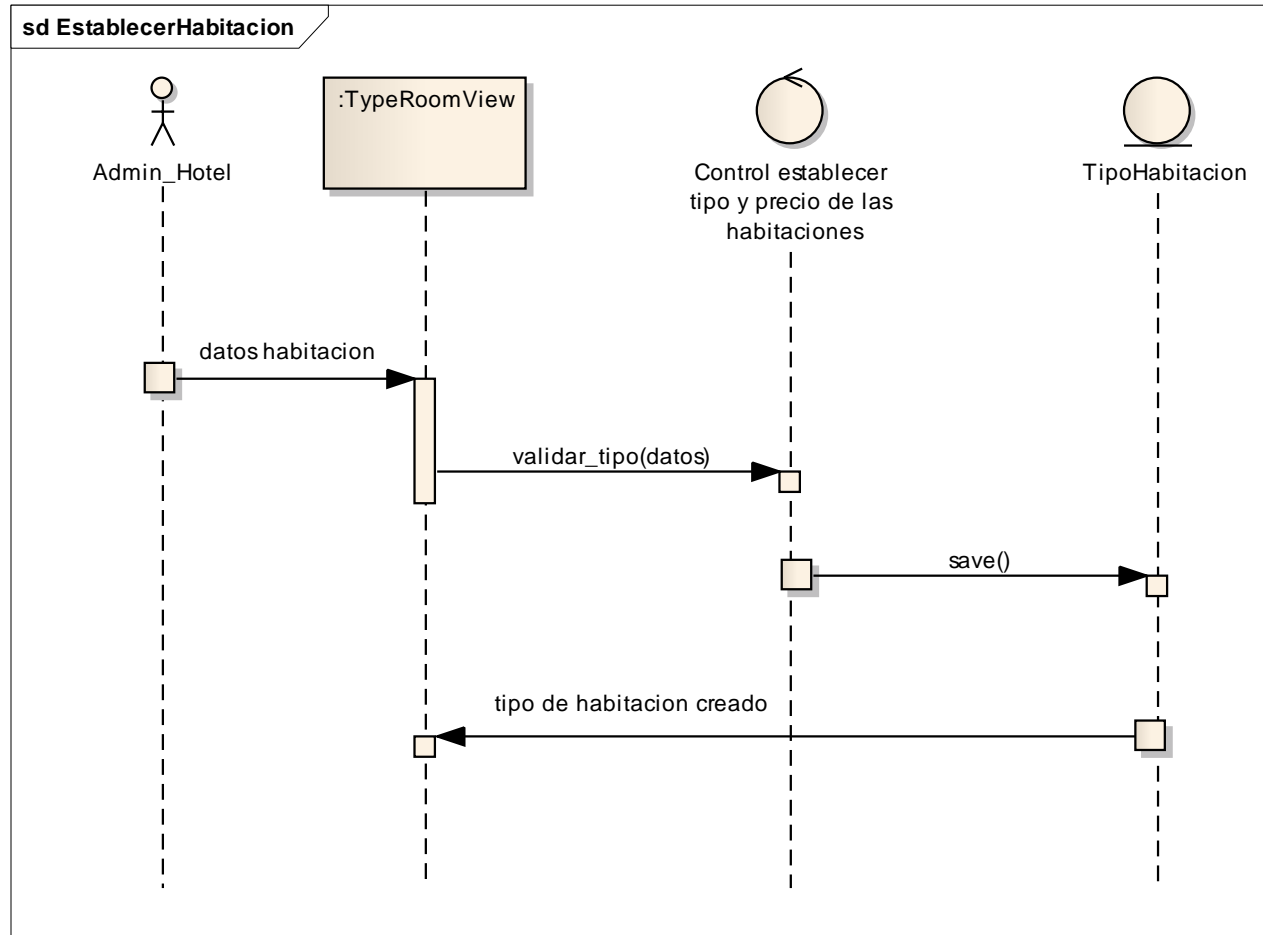 sd EstablecerHabitacion
:TypeRoomView
Admin_Hotel
Control establecer
tipo y precio de las
habitaciones
TipoHabitacion
datos habitacion
validar_tipo(datos)
save()
tipo de habitacion creado